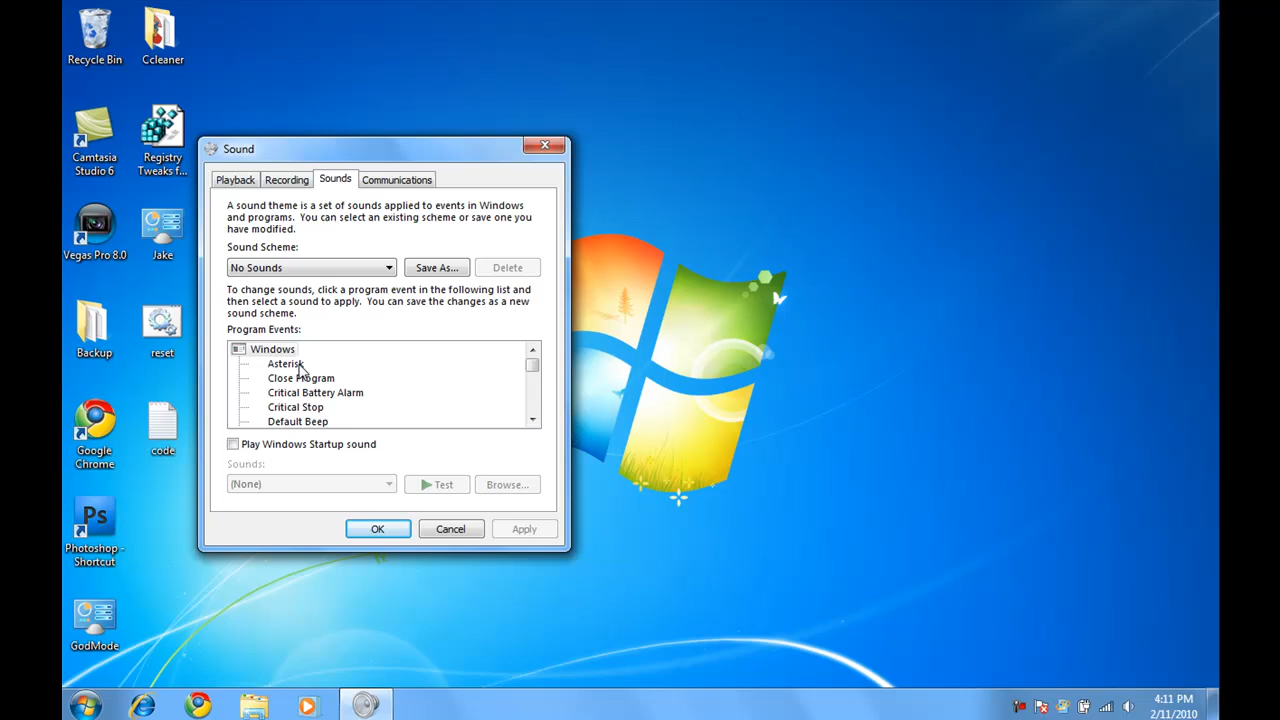 Recycle Bin
Ccleaner
Camtasia
Studio 6
Registry
Tweaks f...
Vegas Pro 8.0
Jake
Backup
reset
Google
Chrome
code
Ps
Photoshop -
Shortcut
GodMode
Sound
Playback
Recording
Sounds
Communications
A sound theme is a set of sounds applied to events in Windows
and programs. You can select an existing scheme or save one you
have modified.
Sound Scheme:
No Sounds
Save As...
Delete
To change sounds, click a program event in the following list and
then select a sound to apply. You can save the changes as a new
sound scheme.
Program Events:
Windows
Asterisk
Close Program
Critical Battery Alarm
Critical Stop
Default Beep
Play Windows Startup sound
Sounds:
(None)
Test
Browse...
OK
Cancel
Apply
4:11 PM
2/11/2010